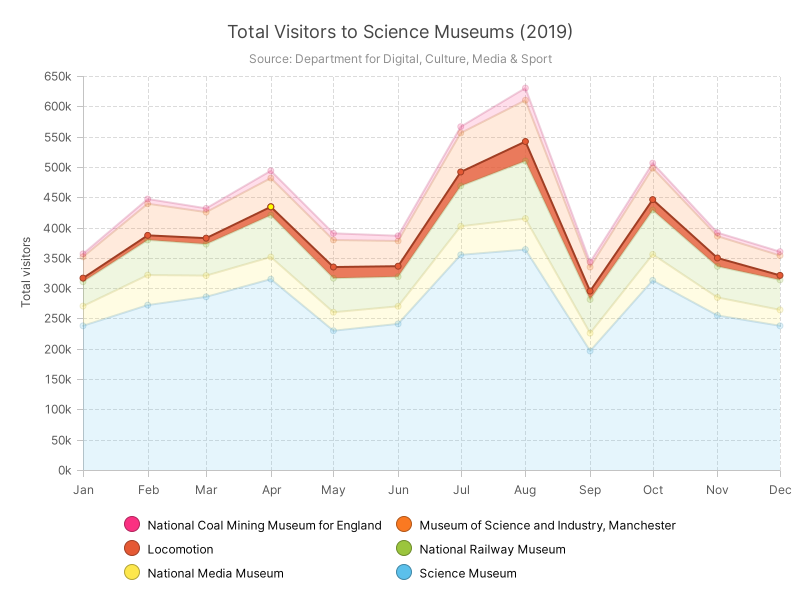 Total Visitors to Science Museums (2019)
Source: Department for Digital, Culture, Media & Sport
Total visitors
650k
600k
550k
500k
450k
400k
350k
300k
250k
200k
150k
100k
50k
0k
Jan Feb Mar Apr May Jun Jul Aug Sep Oct Nov Dec
National Coal Mining Museum for England Museum of Science and Industry, Manchester
Locomotion National Railway Museum
National Media Museum Science Museum